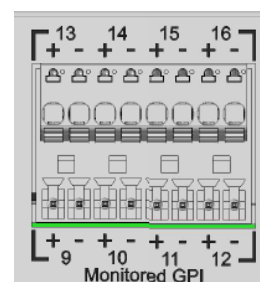 13 14 15 16
+ - + - + - + -
+ - + - + - + -
9 10 11 12
Monitored GPI